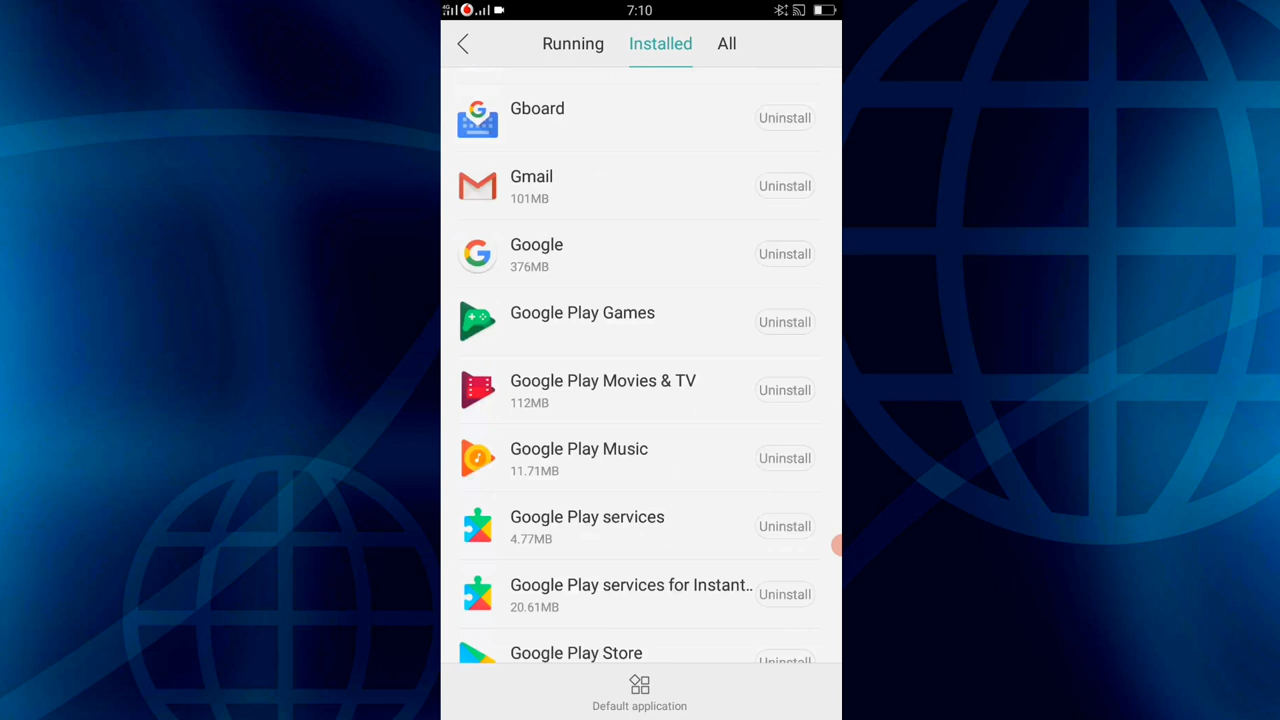 4G 7:10
Running Installed All
Gboard
Uninstall
Gmail
101MB
Uninstall
Google
376MB
Uninstall
Google Play Games
Uninstall
Google Play Movies & TV
112MB
Uninstall
Google Play Music
11.71MB
Uninstall
Google Play services
4.77MB
Uninstall
Google Play services for Instant..
20.61MB
Uninstall
Google Play Store
Uninstall
Default application